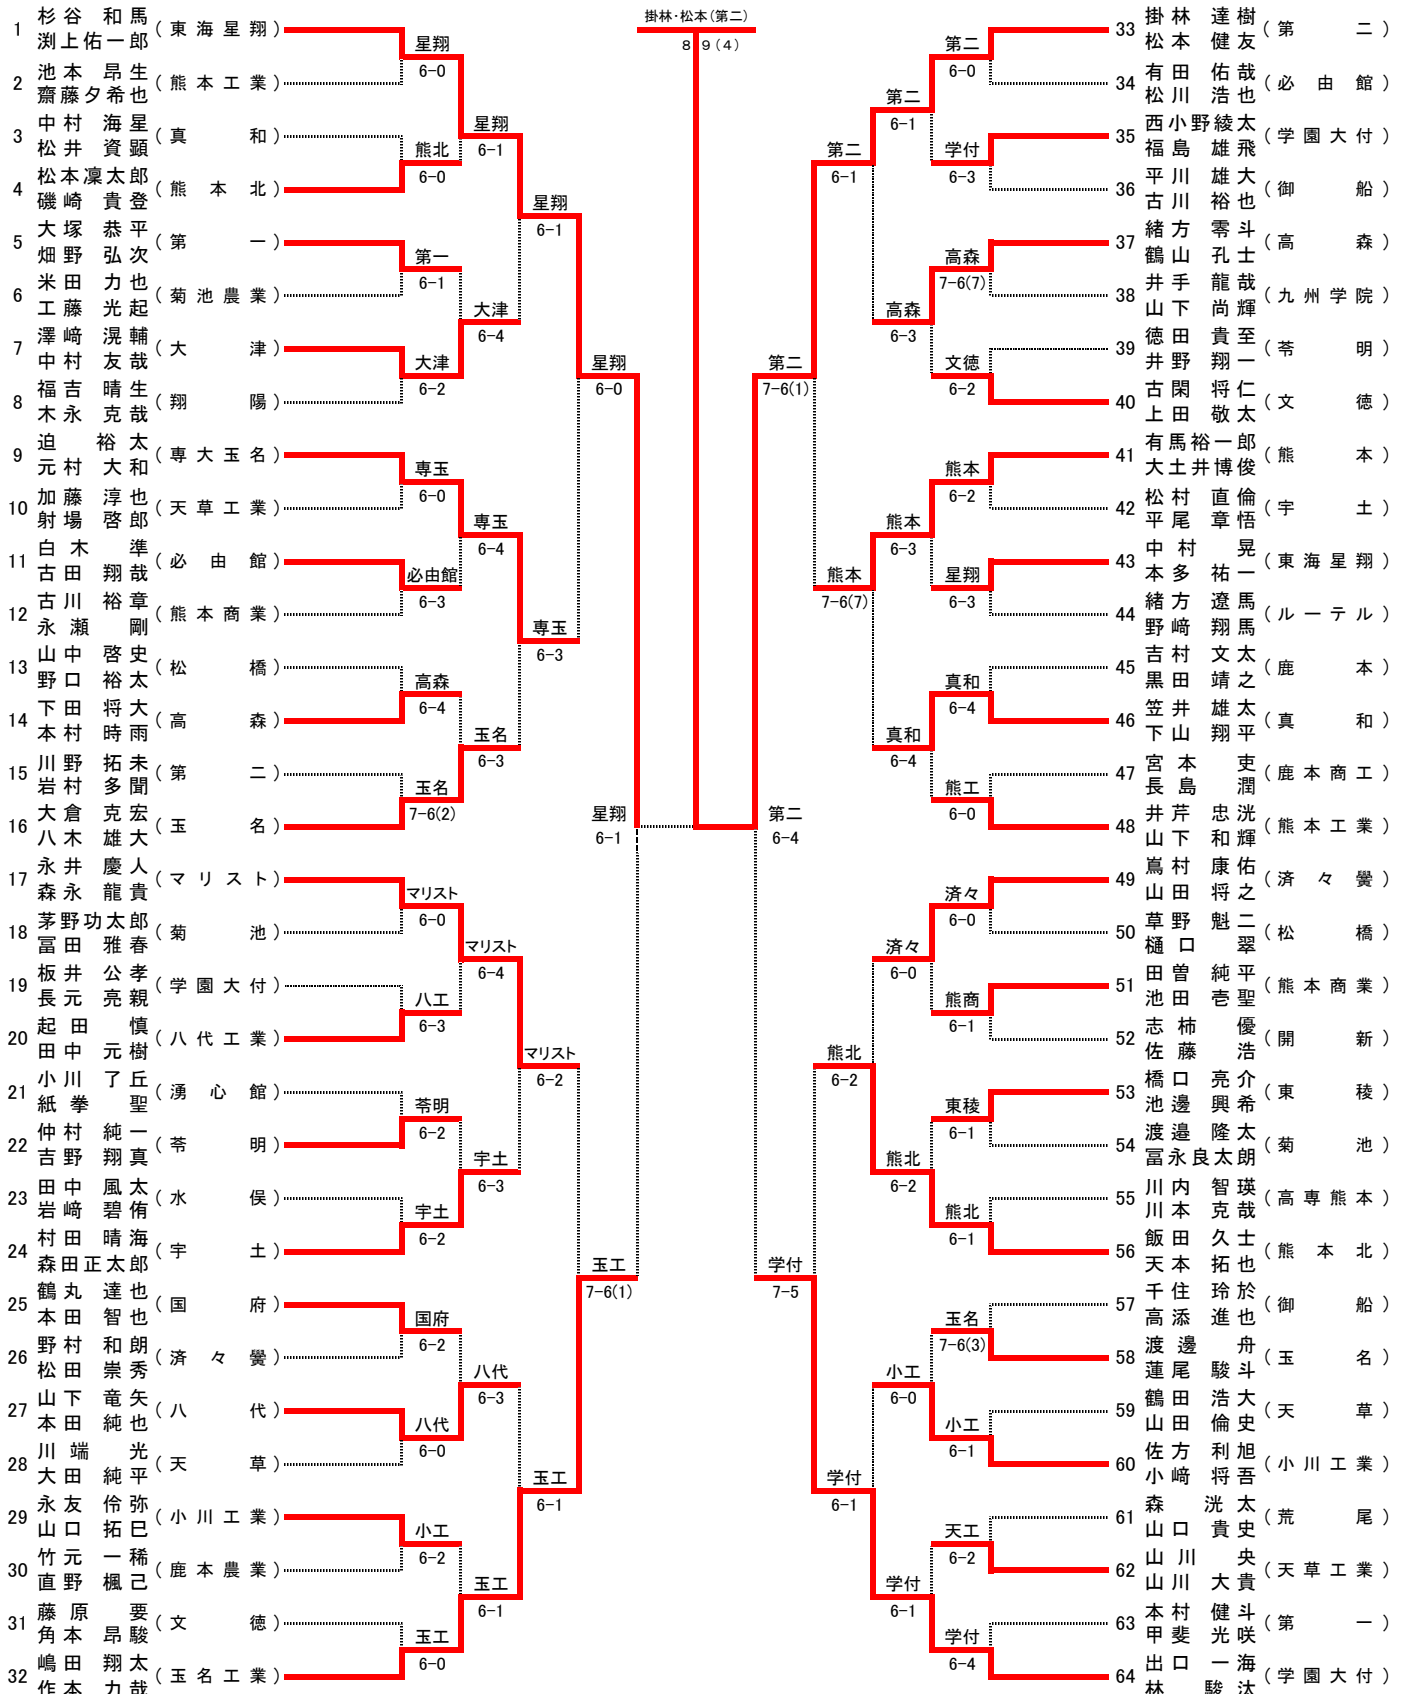 掛林・松本(第二)
8 9(4)
1 杉谷 和馬 渕上佑一郎 (東海星翔)
2 池本 昂生 齋藤夕希也 (熊本工業)
3 中村 海星 松井 資顕 (真和)
4 松本凜太郎 磯崎 貴登 (熊本北)
5 大塚 恭平 畑野 弘次 (第一)
6 米田 力也 工藤 光起 (菊池農業)
7 澤﨑 滉輔 中村 友哉 (大津)
8 福吉 晴生 木永 克哉 (翔陽)
9 迫 裕太 元村 大和 (専大玉名)
10 加藤 淳也 射場 啓郎 (天草工業)
11 白木 準 古田 翔哉 (必由館)
12 古川 裕章 永瀬 剛 (熊本商業)
13 山中 啓史 野口 裕太 (松橋)
14 下田 将大 本村 時雨 (高森)
15 川野 拓未 岩村 多聞 (第二)
16 大倉 克宏 八木 雄大 (玉名)
17 永井 慶人 森永 龍貴 (マリスト)
18 茅野功太郎 冨田 雅春 (菊池)
19 板井 公孝 長元 亮親 (学園大付)
20 起田 慎 田中 元樹 (八代工業)
21 小川 了丘 紙拳 聖 (湧心館)
22 仲村 純一 吉野 翔真 (苓明)
23 田中 風太 岩﨑 碧侑 (水俣)
24 村田 晴海 森田正太郎 (宇土)
25 鶴丸 達也 本田 智也 (国府)
26 野村 和朗 松田 崇秀 (済々黌)
27 山下 竜矢 本田 純也 (八代)
28 川端 光 大田 純平 (天草)
29 永友 伶弥 山口 拓巳 (小川工業)
30 竹元 一稀 直野 楓己 (鹿本農業)
31 藤原 要 角本 昂駿 (文徳)
32 嶋田 翔太 作本 力哉 (玉名工業)
星翔 6-0
熊北 6-0
第一 6-1
大津 6-2
専玉 6-0
必由館 6-3
高森 6-4
玉名 7-6(2)
マリスト 6-0
八工 6-3
苓明 6-2
宇土 6-2
国府 6-2
八代 6-0
小工 6-2
玉工 6-0
星翔 6-1
大津 6-4
専玉 6-4
玉名 6-3
マリスト 6-4
宇土 6-3
八代 6-3
玉工 6-1
星翔 6-1
専玉 6-3
マリスト 6-2
玉工 6-1
星翔 6-0
玉工 7-6(1)
星翔 6-1
第二 6-4
第二 7-6(1)
学付 7-5
第二 6-1
熊本 7-6(7)
熊北 6-2
学付 6-1
第二 6-1
高森 6-3
熊本 6-3
真和 6-4
済々 6-0
熊北 6-2
小工 6-0
学付 6-1
第二 6-0
学付 6-3
高森 7-6(7)
文徳 6-2
熊本 6-2
星翔 6-3
真和 6-4
熊工 6-0
済々 6-0
熊商 6-1
東稜 6-1
熊北 6-1
玉名 7-6(3)
小工 6-1
天工 6-2
学付 6-4
33 掛林 達樹 松本 健友 (第二)
34 有田 佑哉 松川 浩也 (必由館)
35 西小野綾太 福島 雄飛 (学園大付)
36 平川 雄大 古川 裕也 (御船)
37 緒方 零斗 鶴山 孔士 (高森)
38 井手 龍哉 山下 尚輝 (九州学院)
39 徳田 貴至 井野 翔一 (苓明)
40 古閑 将仁 上田 敬太 (文徳)
41 有馬裕一郎 大土井博俊 (熊本)
42 松村 直倫 平尾 章悟 (宇土)
43 中村 晃 本多 祐一 (東海星翔)
44 緒方 遼馬 野﨑 翔馬 (ルーテル)
45 吉村 文太 黒田 靖之 (鹿本)
46 笠井 雄太 下山 翔平 (真和)
47 宮本 吏 長島 潤 (鹿本商工)
48 井芹 忠洸 山下 和輝 (熊本工業)
49 嶌村 康佑 山田 将之 (済々黌)
50 草野 魁二 樋口 翠 (松橋)
51 田曽 純平 池田 壱聖 (熊本商業)
52 志柿 優 佐藤 浩 (開新)
53 橋口 亮介 池邊 興希 (東稜)
54 渡邉 隆太 冨永良太朗 (菊池)
55 川内 智瑛 川本 克哉 (高専熊本)
56 飯田 久士 天本 拓也 (熊本北)
57 千住 玲於 高添 進也 (御船)
58 渡邊 舟 蓮尾 駿斗 (玉名)
59 鶴田 浩大 山田 倫史 (天草)
60 佐方 利旭 小﨑 将吾 (小川工業)
61 森 洸太 山口 貴史 (荒尾)
62 山川 央 山川 大貴 (天草工業)
63 本村 健斗 甲斐 光咲 (第一)
64 出口 一海 林 駿汰 (学園大付)